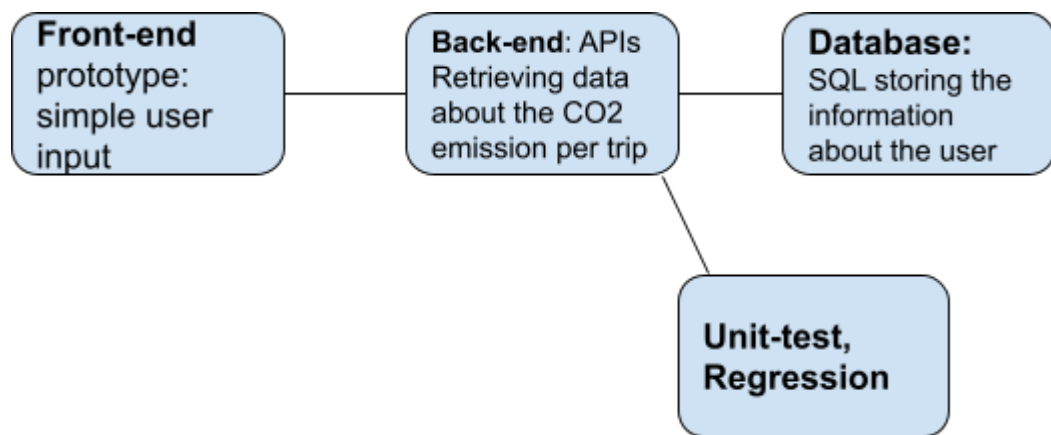 Front-end
prototype:
simple user
input
Back-end: APIs
Retrieving data
about the CO2
emission per trip
Database:
SQL storing the
information
about the user
Unit-test,
Regression